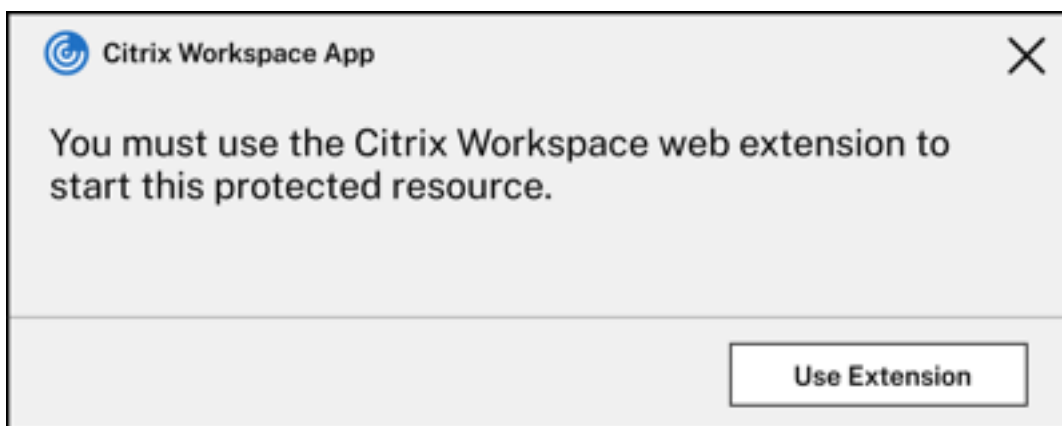 Citrix Workspace App
You must use the Citrix Workspace web extension to
start this protected resource.
Use Extension